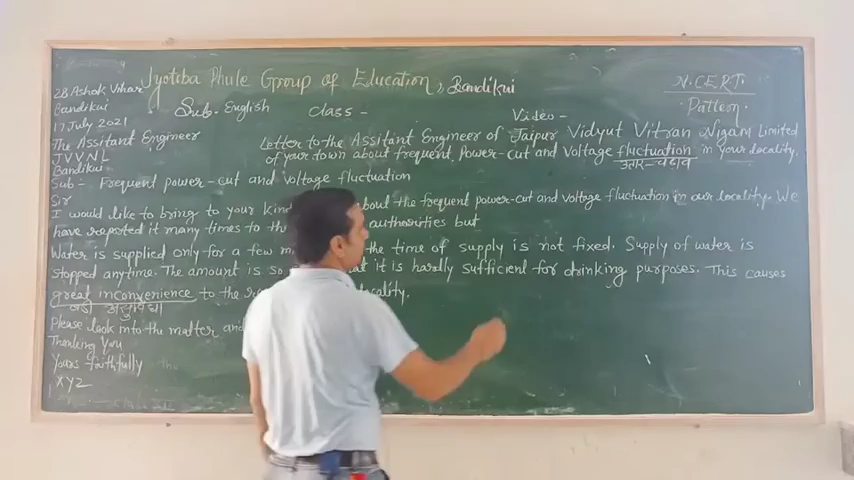 Jyotiba Phule Group of Education, Bandikui
N.CERT.
Pattern
Sub. English
Class -
Video -
28 Ashok Vihar
Bandikui
17 July 2021
The Assitant Engineer
JVVNL
Bandikui
Letter to the Assitant Engineer of Jaipur Vidyut Vitran Nigam Limited
of your town about frequent Power-cut and Voltage fluctuation in your locality.
उतार-चढाव
Sub:- Frequent power-cut and voltage fluctuation
Sir
I would like to bring to your kind about the frequent power-cut and voltage fluctuation in our locality. We
have reported it many times to the authorities but
Water is supplied only for a few the time of supply is not fixed. Supply of water is
stopped anytime. The amount is so it is hardly sufficient for drinking purposes. This causes
great inconvenience to the locality.
बडी असुविधा
Please look into the matter and
Thanking You
Yours faithfully
XYZ